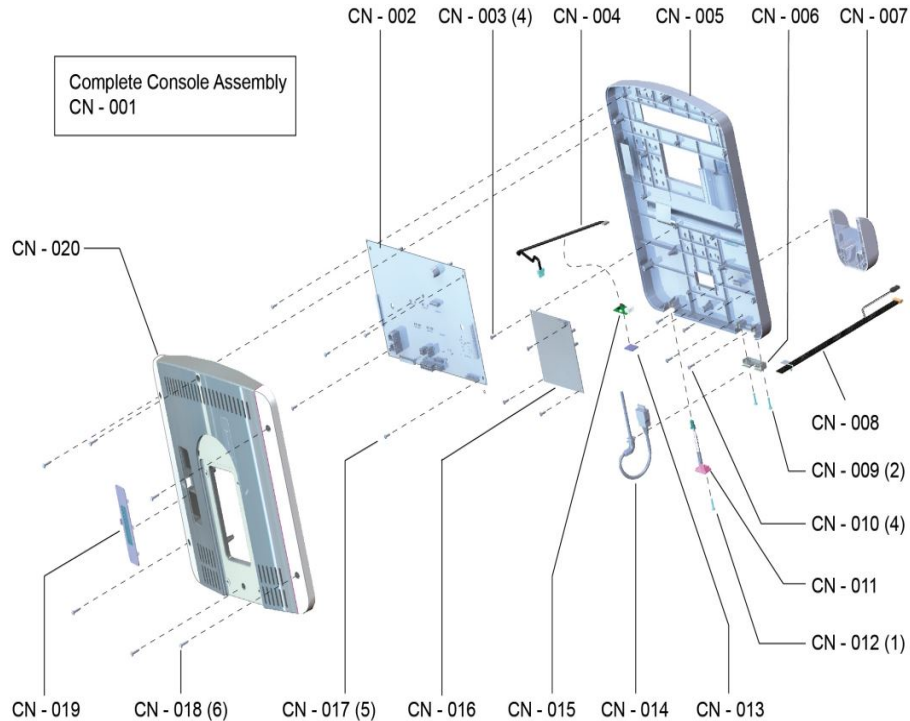 CN - 002
CN - 003 (4)
CN - 004
CN - 005
CN - 006
CN - 007
Complete Console Assembly
CN - 001
CN - 020
CN - 008
CN - 009 (2)
CN - 010 (4)
CN - 011
CN - 012 (1)
CN - 019
CN - 018 (6)
CN - 017 (5)
CN - 016
CN - 015
CN - 014
CN - 013